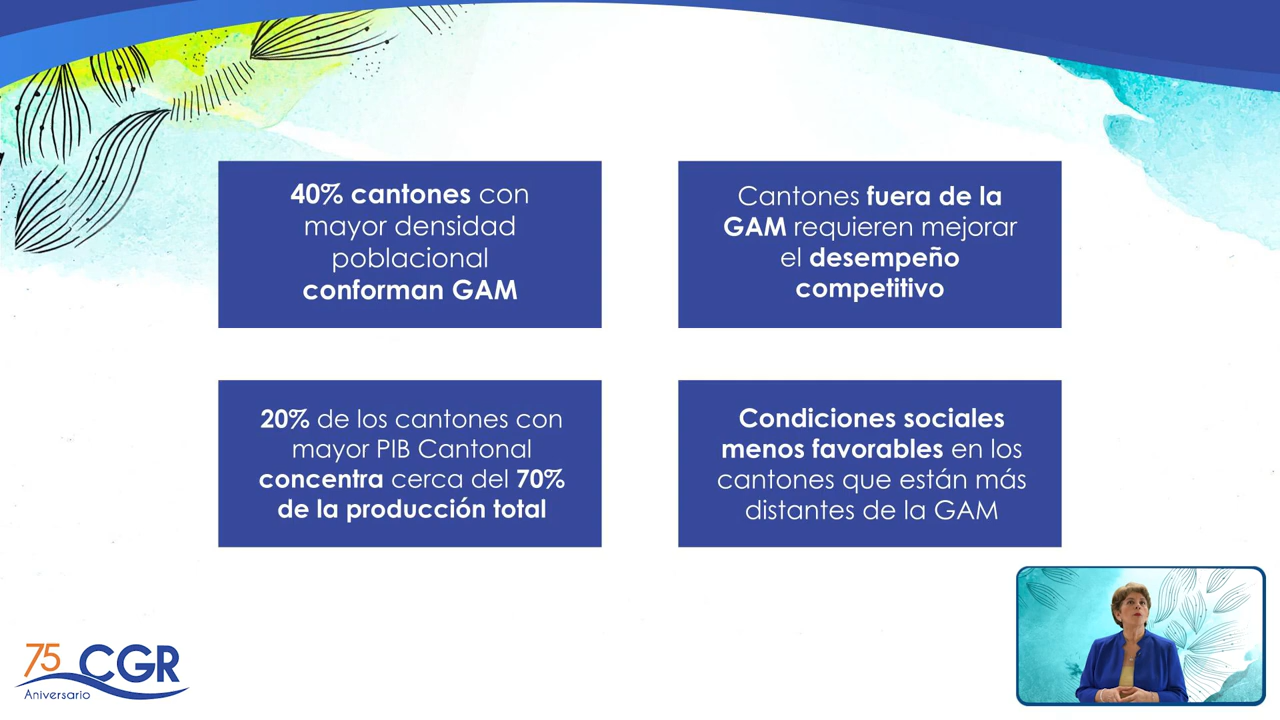 40% cantones con
mayor densidad
poblacional
conforman GAM
Cantones fuera de la
GAM requieren mejorar
el desempeño
competitivo
20% de los cantones con
mayor PIB Cantonal
concentra cerca del 70%
de la producción total
Condiciones sociales
menos favorables en los
cantones que están más
distantes de la GAM
75 CGR
Aniversario